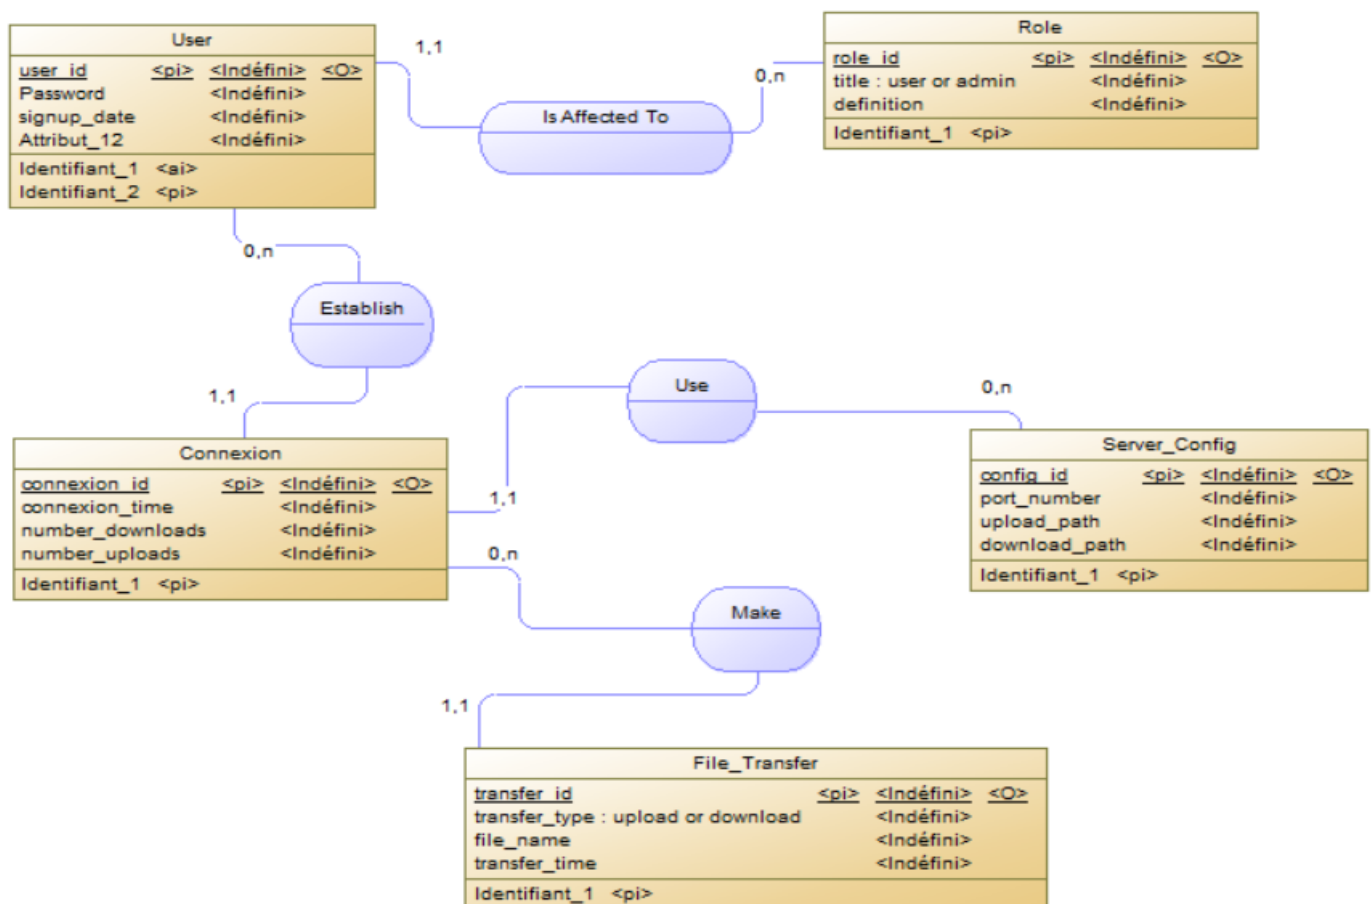 User
user_id <pi> <Indéfini> <O>
Password <Indéfini>
signup_date <Indéfini>
Attribut_12 <Indéfini>
Identifiant_1 <ai>
Identifiant_2 <pi>
1,1
Is Affected To
0,n
Role
role_id <pi> <Indéfini> <O>
title : user or admin <Indéfini>
definition <Indéfini>
Identifiant_1 <pi>
0,n
Establish
1,1
Connexion
connexion_id <pi> <Indéfini> <O>
connexion_time <Indéfini>
number_downloads <Indéfini>
number_uploads <Indéfini>
Identifiant_1 <pi>
1,1
Use
0,n
Server_Config
config_id <pi> <Indéfini> <O>
port_number <Indéfini>
upload_path <Indéfini>
download_path <Indéfini>
Identifiant_1 <pi>
0,n
Make
1,1
File_Transfer
transfer_id <pi> <Indéfini> <O>
transfer_type : upload or download <Indéfini>
file_name <Indéfini>
transfer_time <Indéfini>
Identifiant_1 <pi>